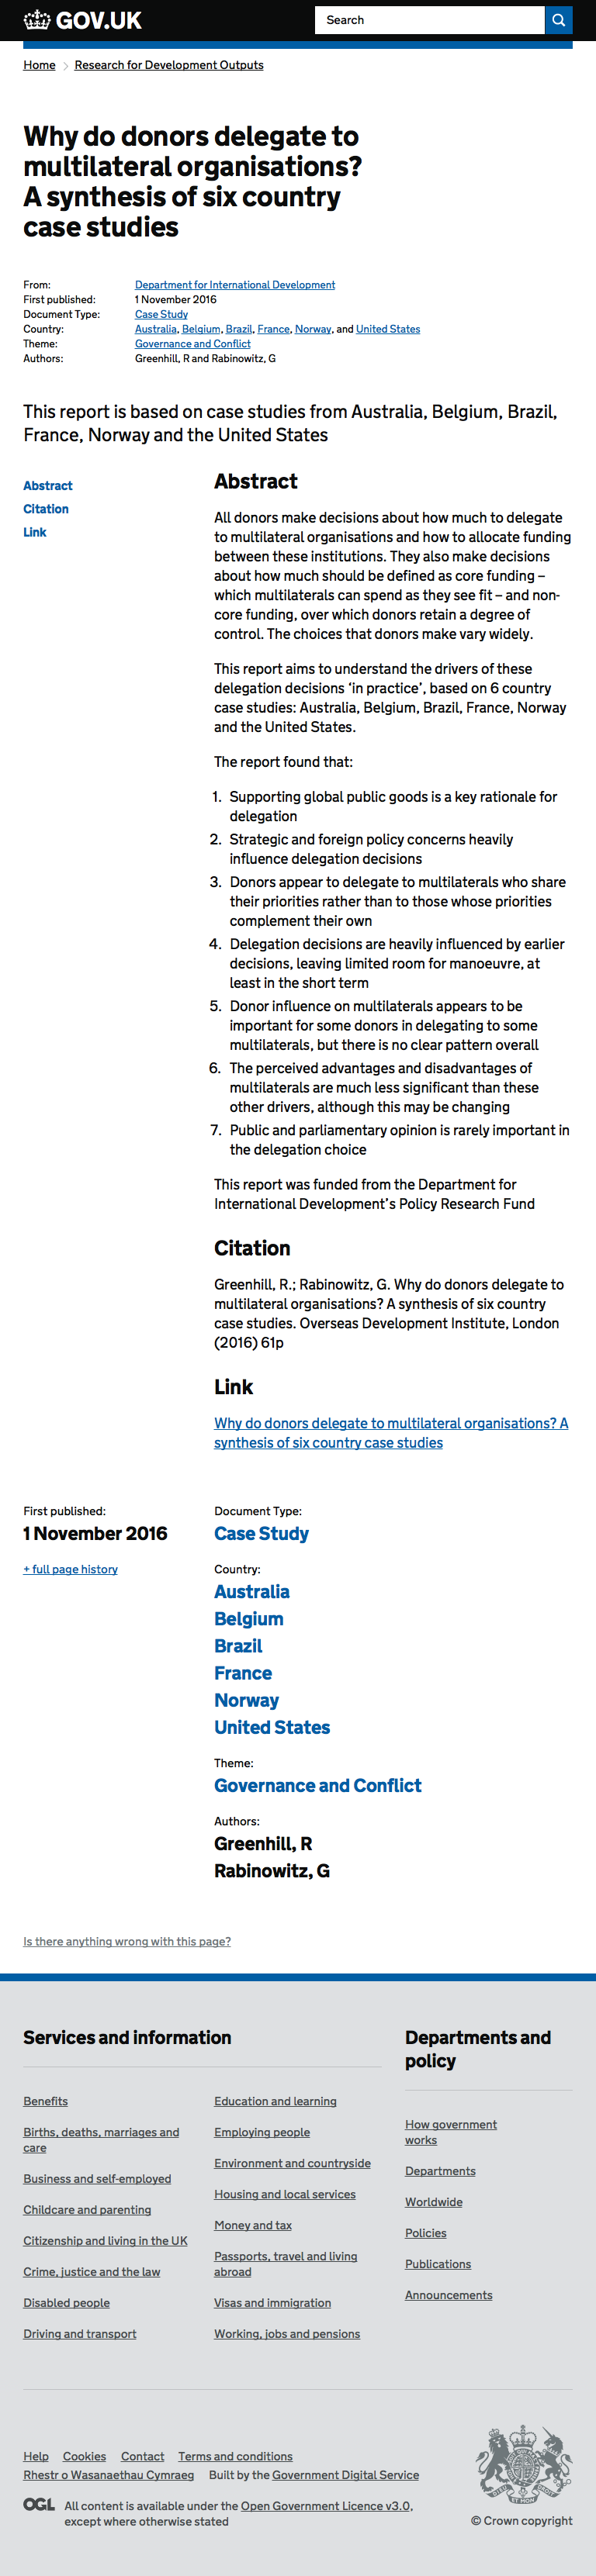 GOV.UK
Search
Home
Research for Development Outputs
Why do donors delegate to
multilateral organisations?
A synthesis of six country
case studies
From: Department for International Development
First published: 1 November 2016
Document Type: Case Study
Country: Australia, Belgium, Brazil, France, Norway, and United States
Theme: Governance and Conflict
Authors: Greenhill, R and Rabinowitz, G
This report is based on case studies from Australia, Belgium, Brazil,
France, Norway and the United States
Abstract
Citation
Link
Abstract
All donors make decisions about how much to delegate
to multilateral organisations and how to allocate funding
between these institutions. They also make decisions
about how much should be defined as core funding –
which multilaterals can spend as they see fit – and non-
core funding, over which donors retain a degree of
control. The choices that donors make vary widely.
This report aims to understand the drivers of these
delegation decisions ‘in practice’, based on 6 country
case studies: Australia, Belgium, Brazil, France, Norway
and the United States.
The report found that:
1. Supporting global public goods is a key rationale for
delegation
2. Strategic and foreign policy concerns heavily
influence delegation decisions
3. Donors appear to delegate to multilaterals who share
their priorities rather than to those whose priorities
complement their own
4. Delegation decisions are heavily influenced by earlier
decisions, leaving limited room for manoeuvre, at
least in the short term
5. Donor influence on multilaterals appears to be
important for some donors in delegating to some
multilaterals, but there is no clear pattern overall
6. The perceived advantages and disadvantages of
multilaterals are much less significant than these
other drivers, although this may be changing
7. Public and parliamentary opinion is rarely important in
the delegation choice
This report was funded from the Department for
International Development’s Policy Research Fund
Citation
Greenhill, R.; Rabinowitz, G. Why do donors delegate to
multilateral organisations? A synthesis of six country
case studies. Overseas Development Institute, London
(2016) 61p
Link
Why do donors delegate to multilateral organisations? A
synthesis of six country case studies
First published:
1 November 2016
+ full page history
Document Type:
Case Study
Country:
Australia
Belgium
Brazil
France
Norway
United States
Theme:
Governance and Conflict
Authors:
Greenhill, R
Rabinowitz, G
Is there anything wrong with this page?
Services and information
Benefits
Births, deaths, marriages and
care
Business and self-employed
Childcare and parenting
Citizenship and living in the UK
Crime, justice and the law
Disabled people
Driving and transport
Education and learning
Employing people
Environment and countryside
Housing and local services
Money and tax
Passports, travel and living
abroad
Visas and immigration
Working, jobs and pensions
Departments and
policy
How government
works
Departments
Worldwide
Policies
Publications
Announcements
Help Cookies Contact Terms and conditions
Rhestr o Wasanaethau Cymraeg Built by the Government Digital Service
OGL All content is available under the Open Government Licence v3.0,
except where otherwise stated
© Crown copyright